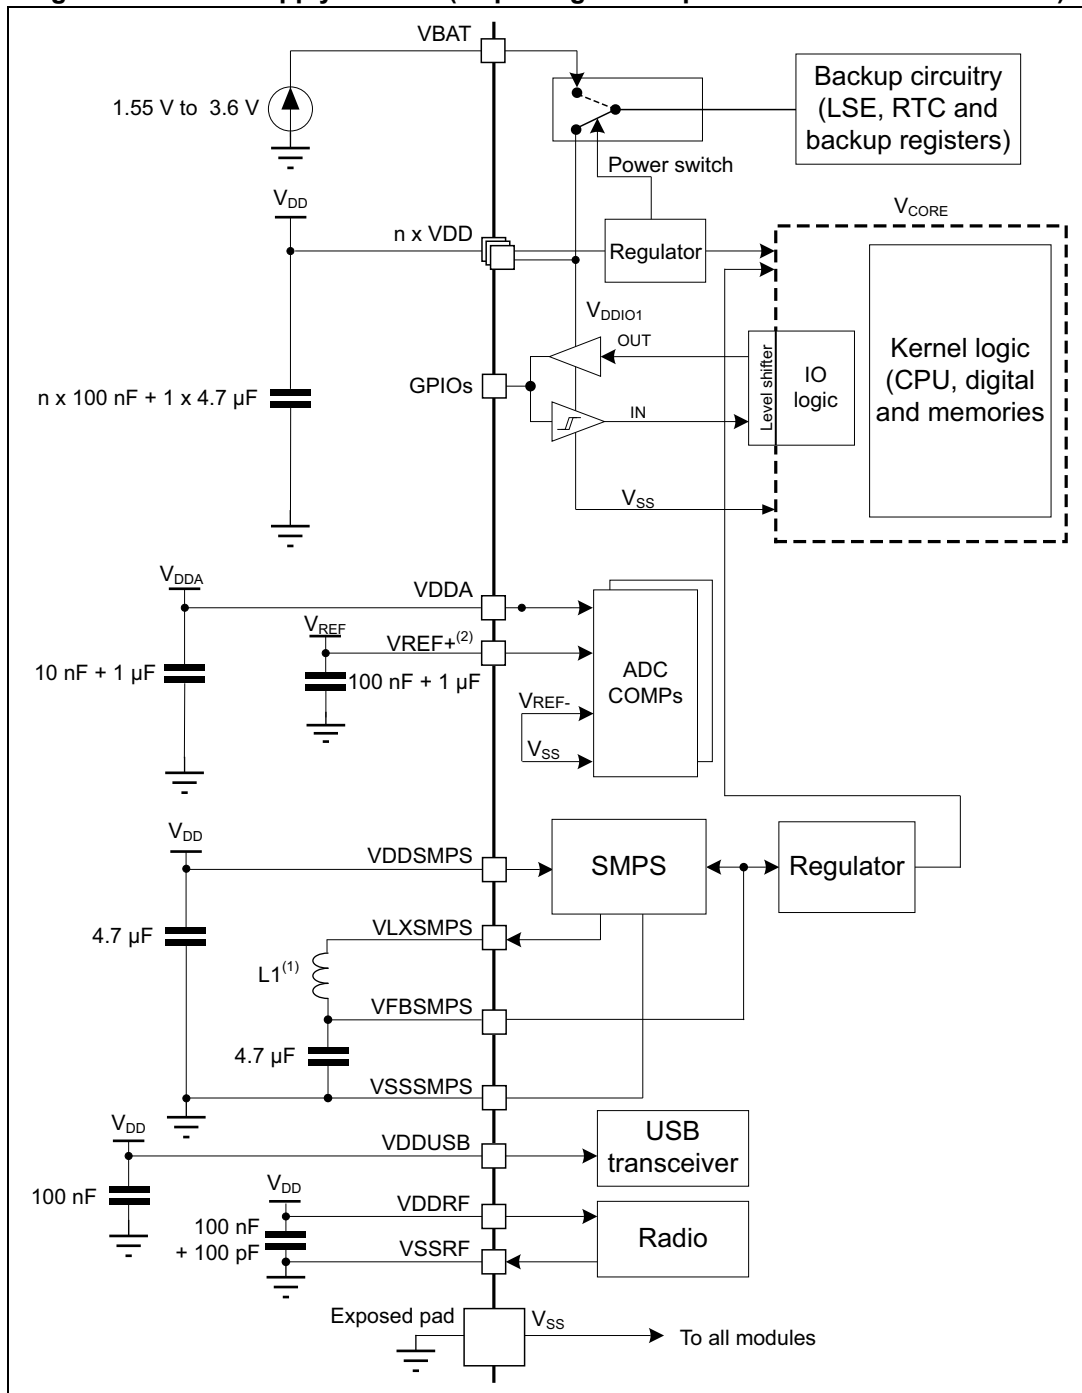 VBAT
Backup circuitry
(LSE, RTC and
backup registers)
1.55 V to 3.6 V
Power switch
VDD
VCORE
n x VDD
Regulator
VDDIO1
OUT
Kernel logic
(CPU, digital
and memories
Level shifter
IO
logic
GPIOs
n x 100 nF + 1 x 4.7 µF
IN
VSS
VDDA
VDDA
VREF
VREF+(2)
10 nF + 1 µF
100 nF + 1 µF
ADC
COMPs
VREF-
VSS
VDD
VDDSMPS
SMPS
Regulator
4.7 µF
VLXSMPS
L1(1)
VFBSMPS
4.7 µF
VSSSMPS
VDD
VDDUSB
USB
transceiver
100 nF
VDD
VDDRF
100 nF
+ 100 pF
Radio
VSSRF
Exposed pad
VSS
To all modules